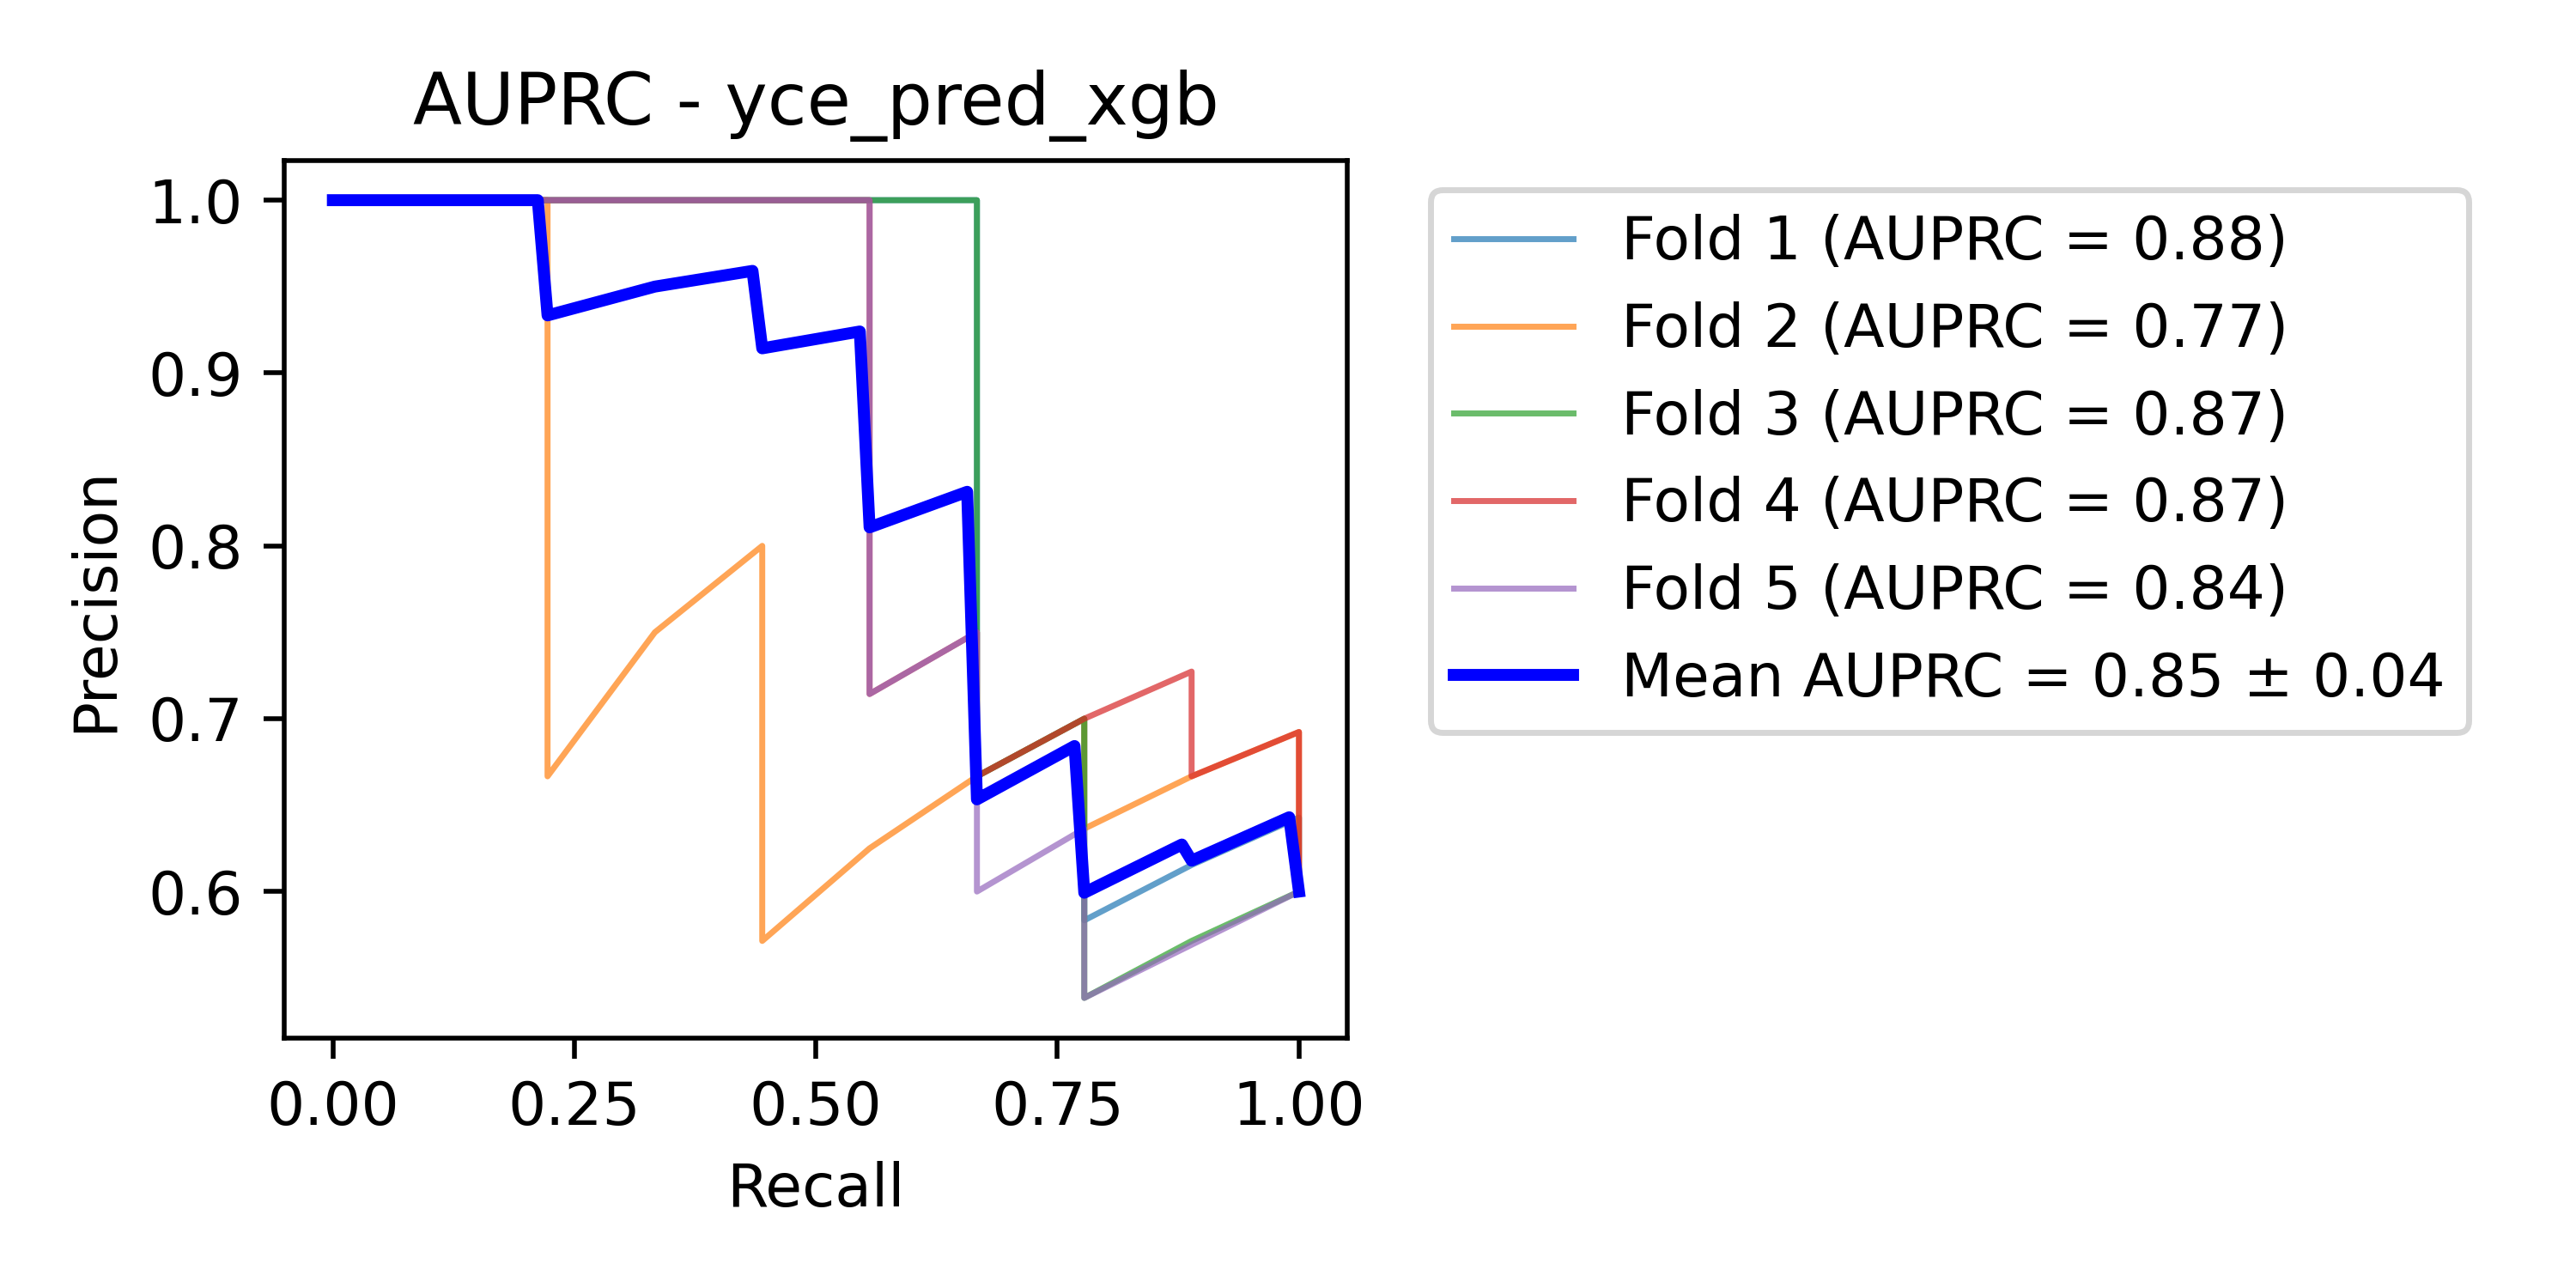 AUPRC - yce_pred_xgb
1.0
0.9
0.8
0.7
0.6
Precision
0.00 0.25 0.50 0.75 1.00
Recall
Fold 1 (AUPRC = 0.88)
Fold 2 (AUPRC = 0.77)
Fold 3 (AUPRC = 0.87)
Fold 4 (AUPRC = 0.87)
Fold 5 (AUPRC = 0.84)
Mean AUPRC = 0.85 ± 0.04